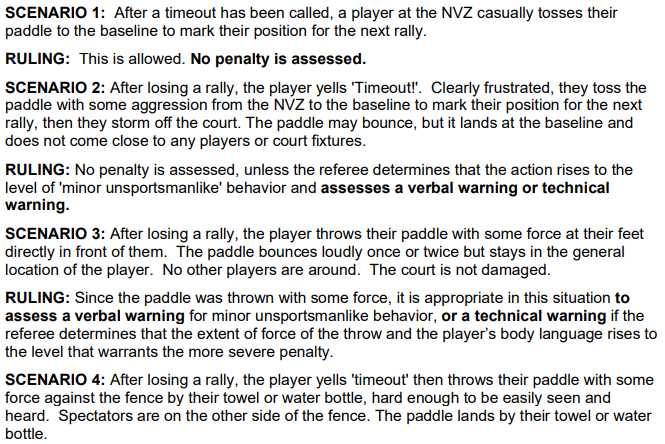 SCENARIO 1:  After a timeout has been called, a player at the NVZ casually tosses their
paddle to the baseline to mark their position for the next rally.
RULING:  This is allowed. No penalty is assessed.
SCENARIO 2: After losing a rally, the player yells 'Timeout!'.  Clearly frustrated, they toss the
paddle with some aggression from the NVZ to the baseline to mark their position for the next
rally, then they storm off the court. The paddle may bounce, but it lands at the baseline and
does not come close to any players or court fixtures.
RULING: No penalty is assessed, unless the referee determines that the action rises to the
level of 'minor unsportsmanlike' behavior and assesses a verbal warning or technical
warning.
SCENARIO 3: After losing a rally, the player throws their paddle with some force at their feet
directly in front of them.  The paddle bounces loudly once or twice but stays in the general
location of the player.  No other players are around.  The court is not damaged.
RULING: Since the paddle was thrown with some force, it is appropriate in this situation to
assess a verbal warning for minor unsportsmanlike behavior, or a technical warning if the
referee determines that the extent of force of the throw and the player's body language rises to
the level that warrants the more severe penalty.
SCENARIO 4: After losing a rally, the player yells 'timeout' then throws their paddle with some
force against the fence by their towel or water bottle, hard enough to be easily seen and
heard.  Spectators are on the other side of the fence. The paddle lands by their towel or water
bottle.